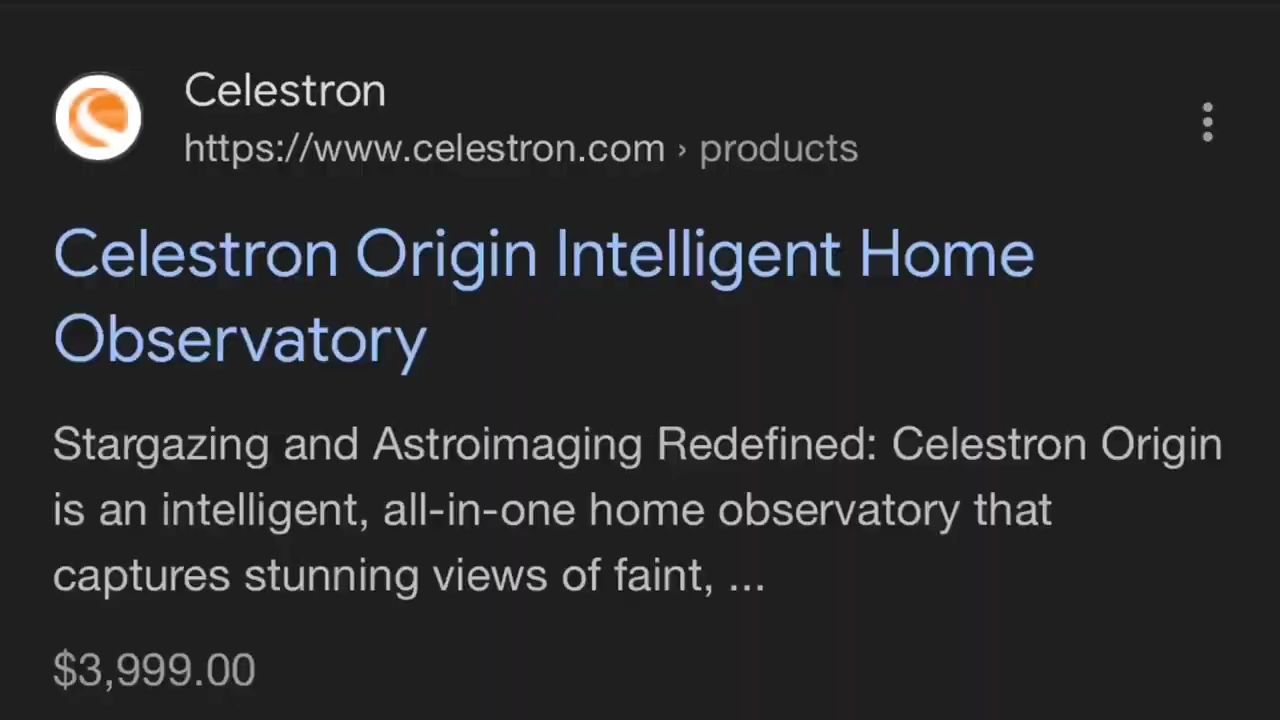 Celestron
https://www.celestron.com › products
Celestron Origin Intelligent Home
Observatory
Stargazing and Astroimaging Redefined: Celestron Origin
is an intelligent, all-in-one home observatory that
captures stunning views of faint, ...
$3,999.00